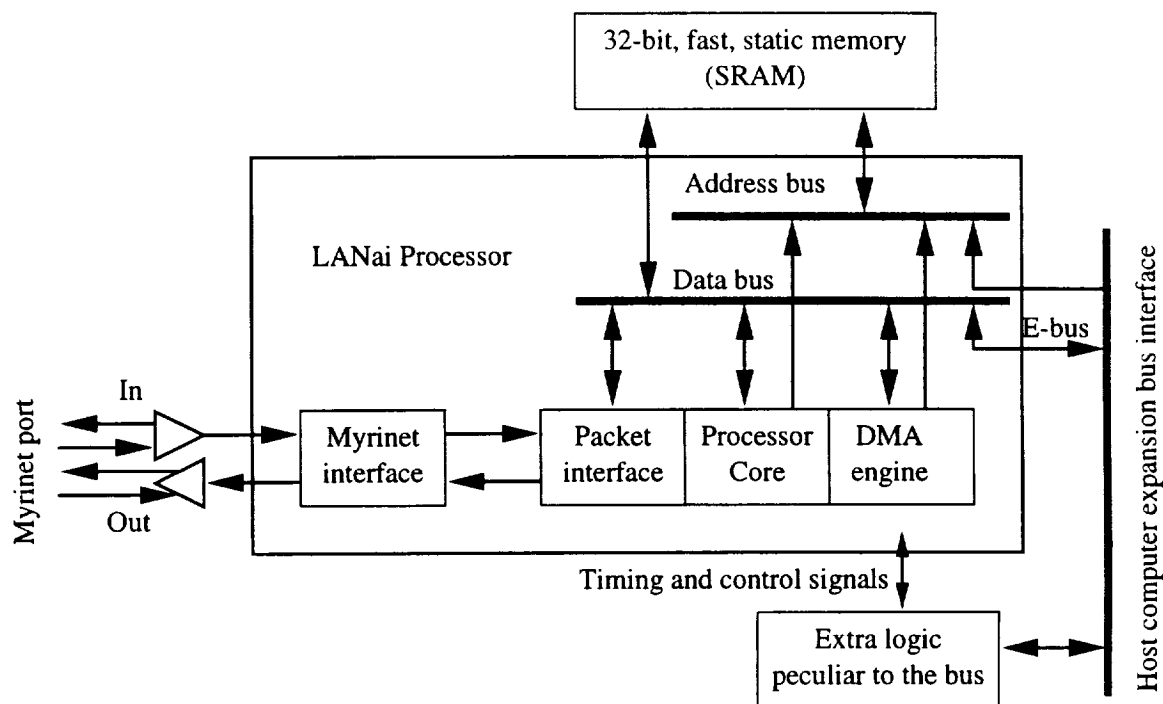 32-bit, fast, static memory
(SRAM)
Address bus
LANai Processor
Data bus
E-bus
In
Myrinet
interface
Packet
interface
Processor
Core
DMA
engine
Out
Myrinet port
Timing and control signals
Extra logic
peculiar to the bus
Host computer expansion bus interface